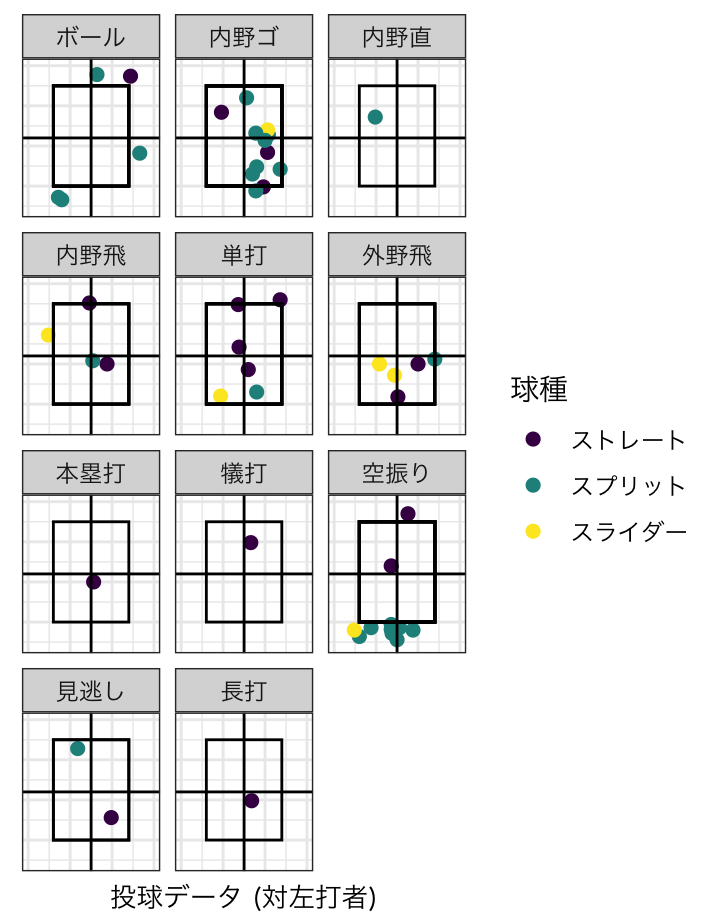 ボール
内野ゴ
内野直
内野飛
単打
外野飛
本塁打
犠打
空振り
見逃し
長打
球種
ストレート
スプリット
スライダー
投球データ (対左打者)